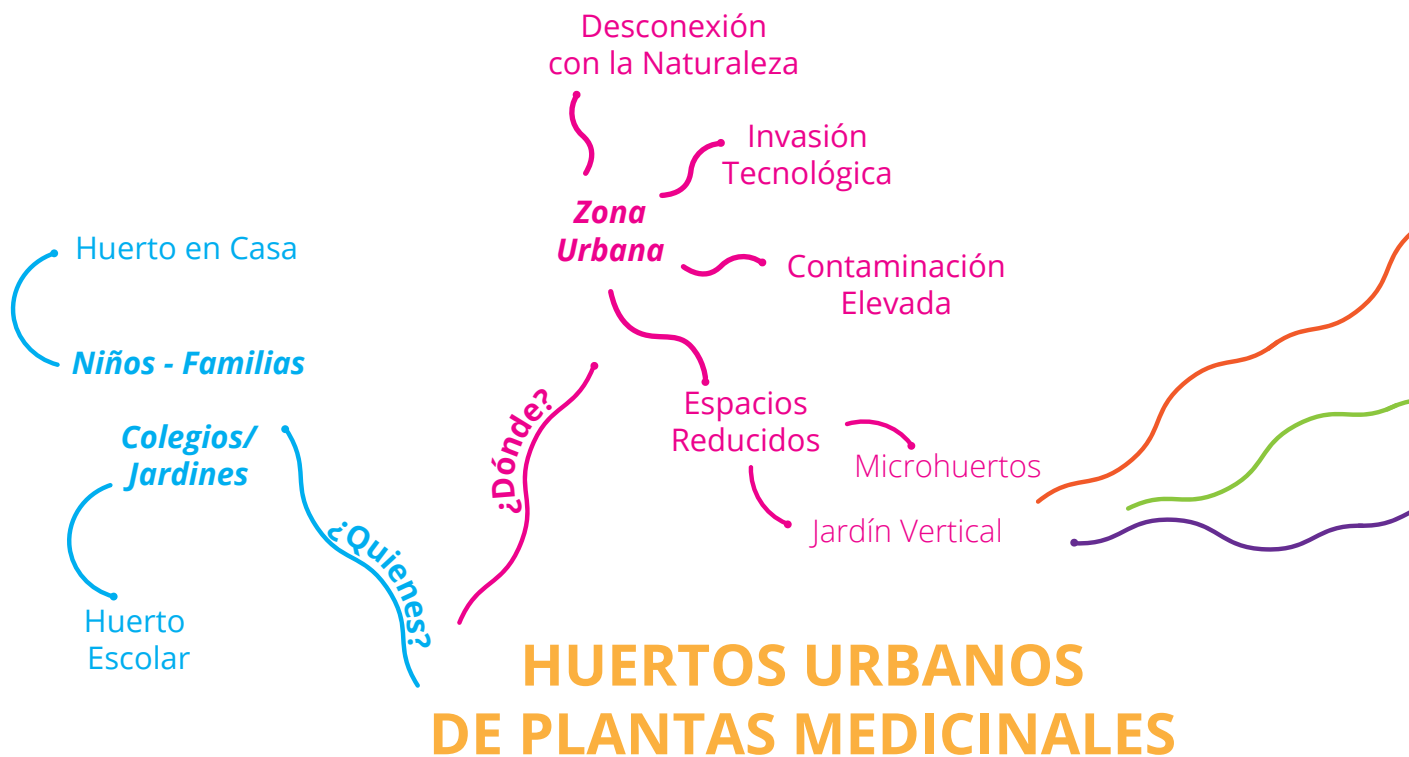 Desconexión
con la Naturaleza
Invasión
Tecnológica
Zona
Urbana
Contaminación
Elevada
Huerto en Casa
Niños - Familias
Colegios/
Jardines
Huerto
Escolar
¿Quienes?
¿Dónde?
Espacios
Reducidos
Microhuertos
Jardín Vertical
HUERTOS URBANOS
DE PLANTAS MEDICINALES